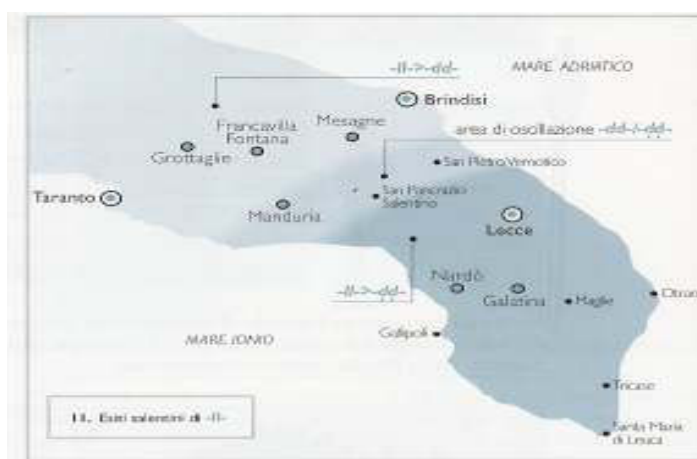 -ll->-dd-
MARE ADRIATICO
Brindisi
Mesagne
Francavilla
Fontana
Grottaglie
area di oscillazione -dd-/-ḍḍ-
San Pietro Vernotico
San Pancrazio
Salentino
Taranto
Manduria
Lecce
-ll->-ḍḍ-
Nardò
Galatina
Maglie
Gallipoli
MARE IONIO
Tricase
11. Esiti salentini di -ll-
Santa Maria
di Leuca